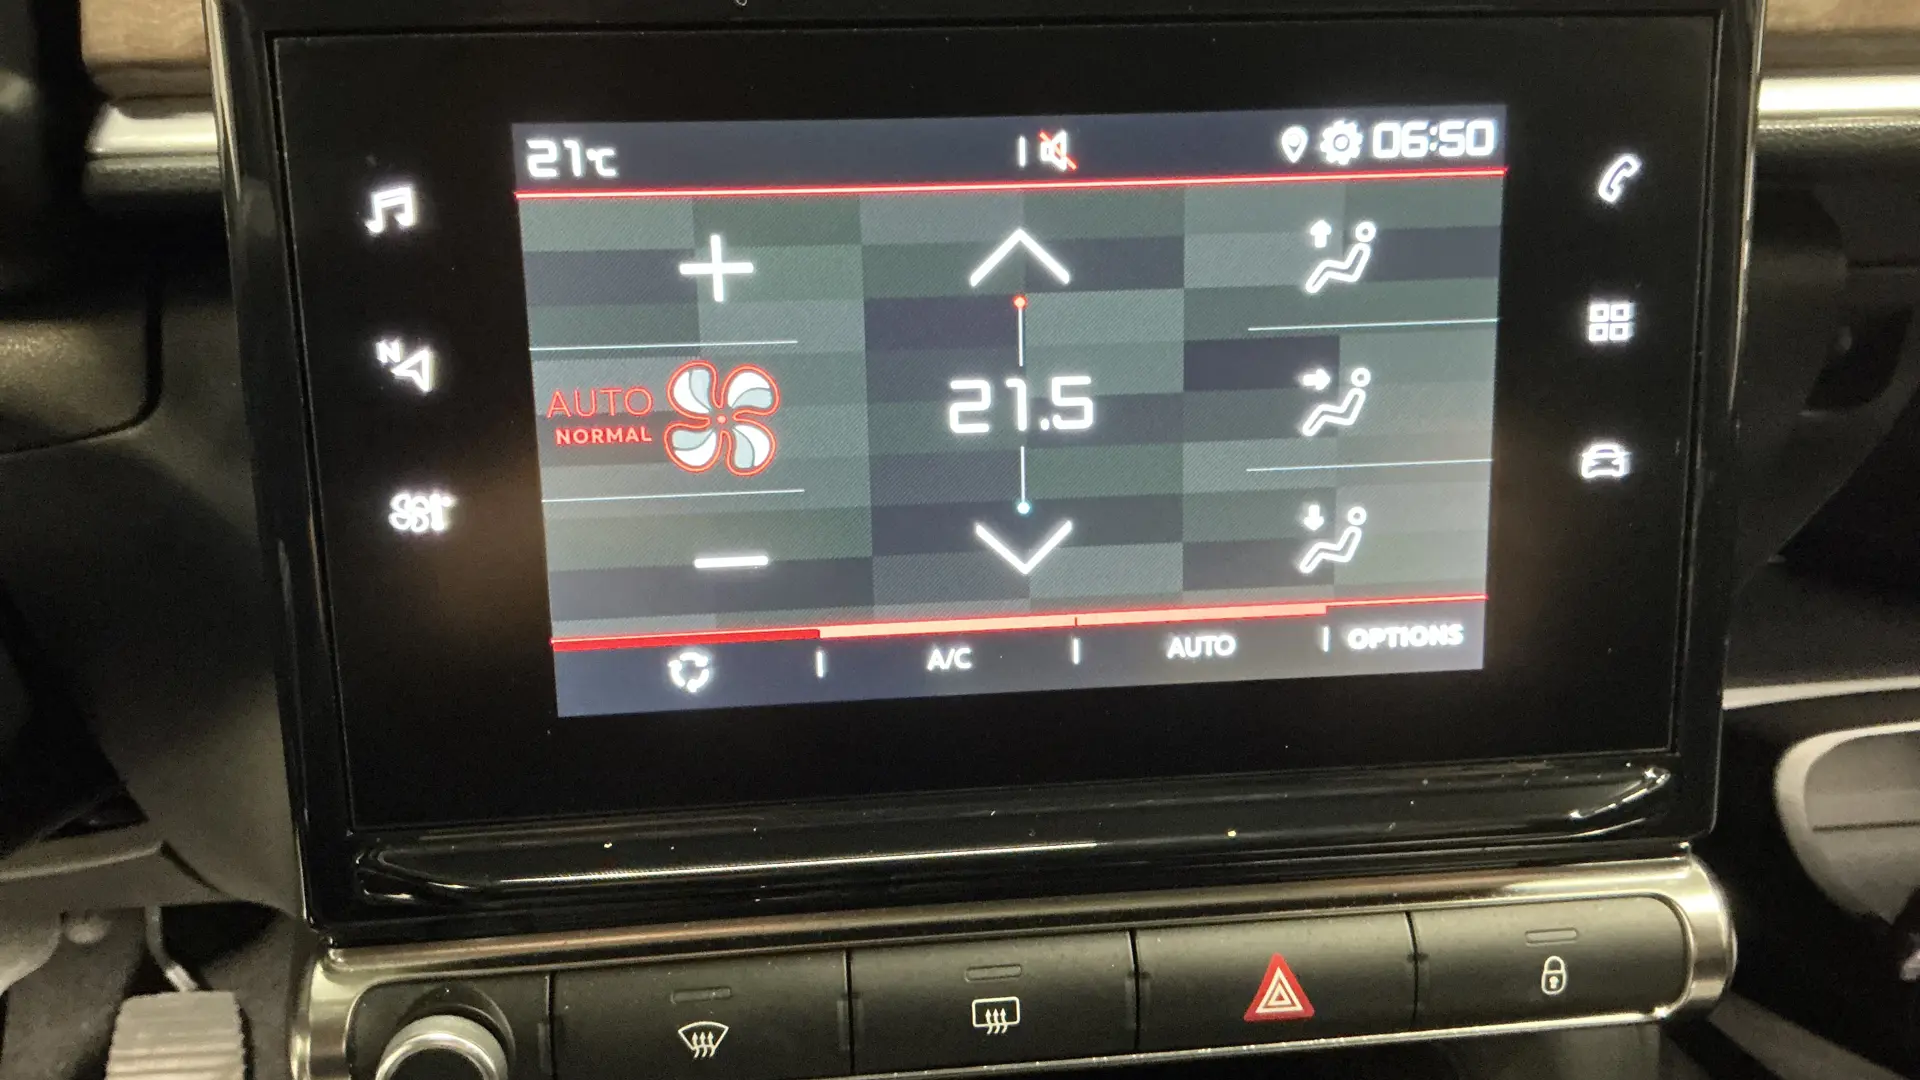 21°C 06:50
N
AUTO
NORMAL
21.5
A/C AUTO OPTIONS